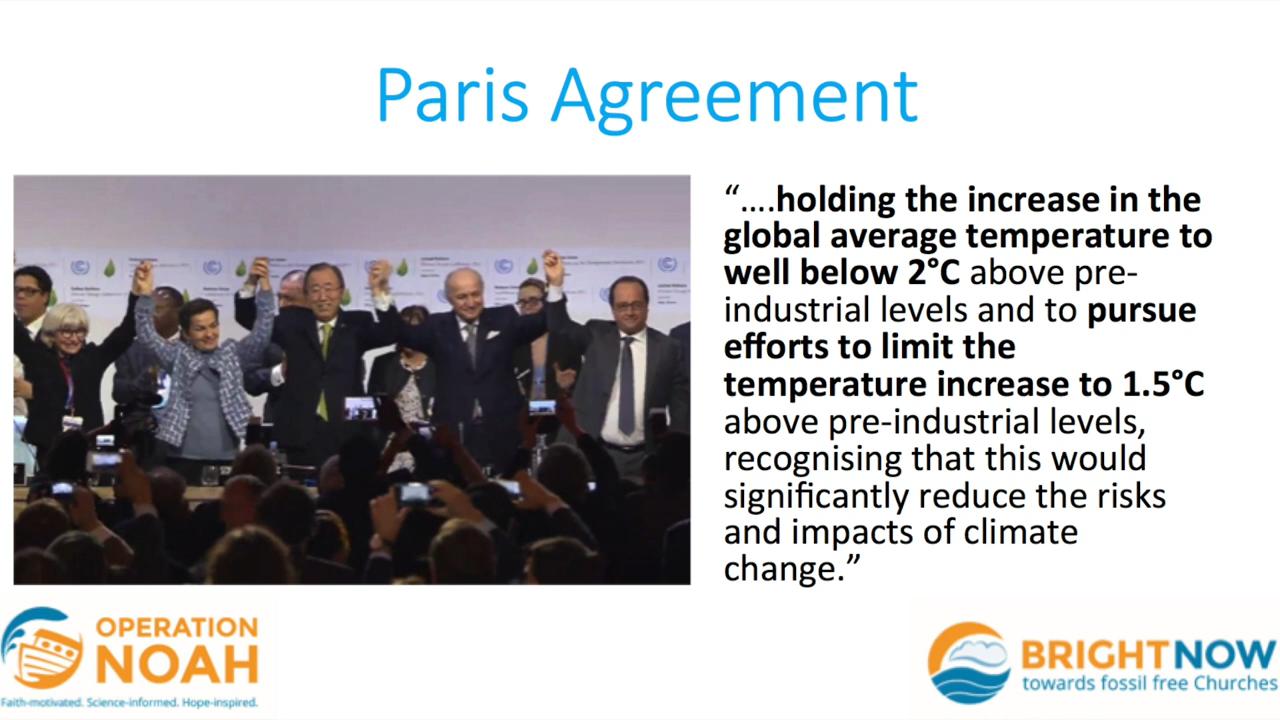 Paris Agreement
“....holding the increase in the
global average temperature to
well below 2°C above pre-
industrial levels and to pursue
efforts to limit the
temperature increase to 1.5°C
above pre-industrial levels,
recognising that this would
significantly reduce the risks
and impacts of climate
change.”
OPERATION
NOAH
Faith-motivated. Science-informed. Hope-inspired.
BRIGHTNOW
towards fossil free Churches